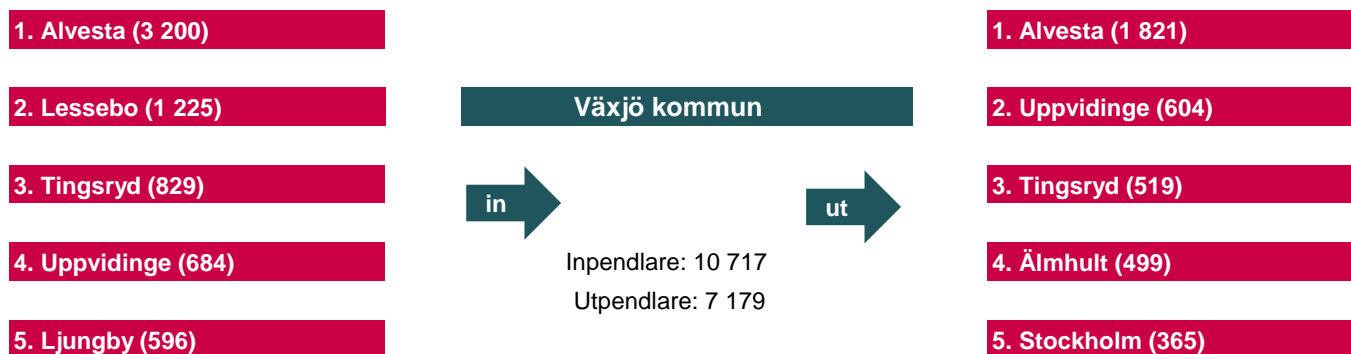 1. Alvesta (3 200)
2. Lessebo (1 225)
3. Tingsryd (829)
4. Uppvidinge (684)
5. Ljungby (596)
Växjö kommun
in
ut
Inpendlare: 10 717
Utpendlare: 7 179
1. Alvesta (1 821)
2. Uppvidinge (604)
3. Tingsryd (519)
4. Älmhult (499)
5. Stockholm (365)